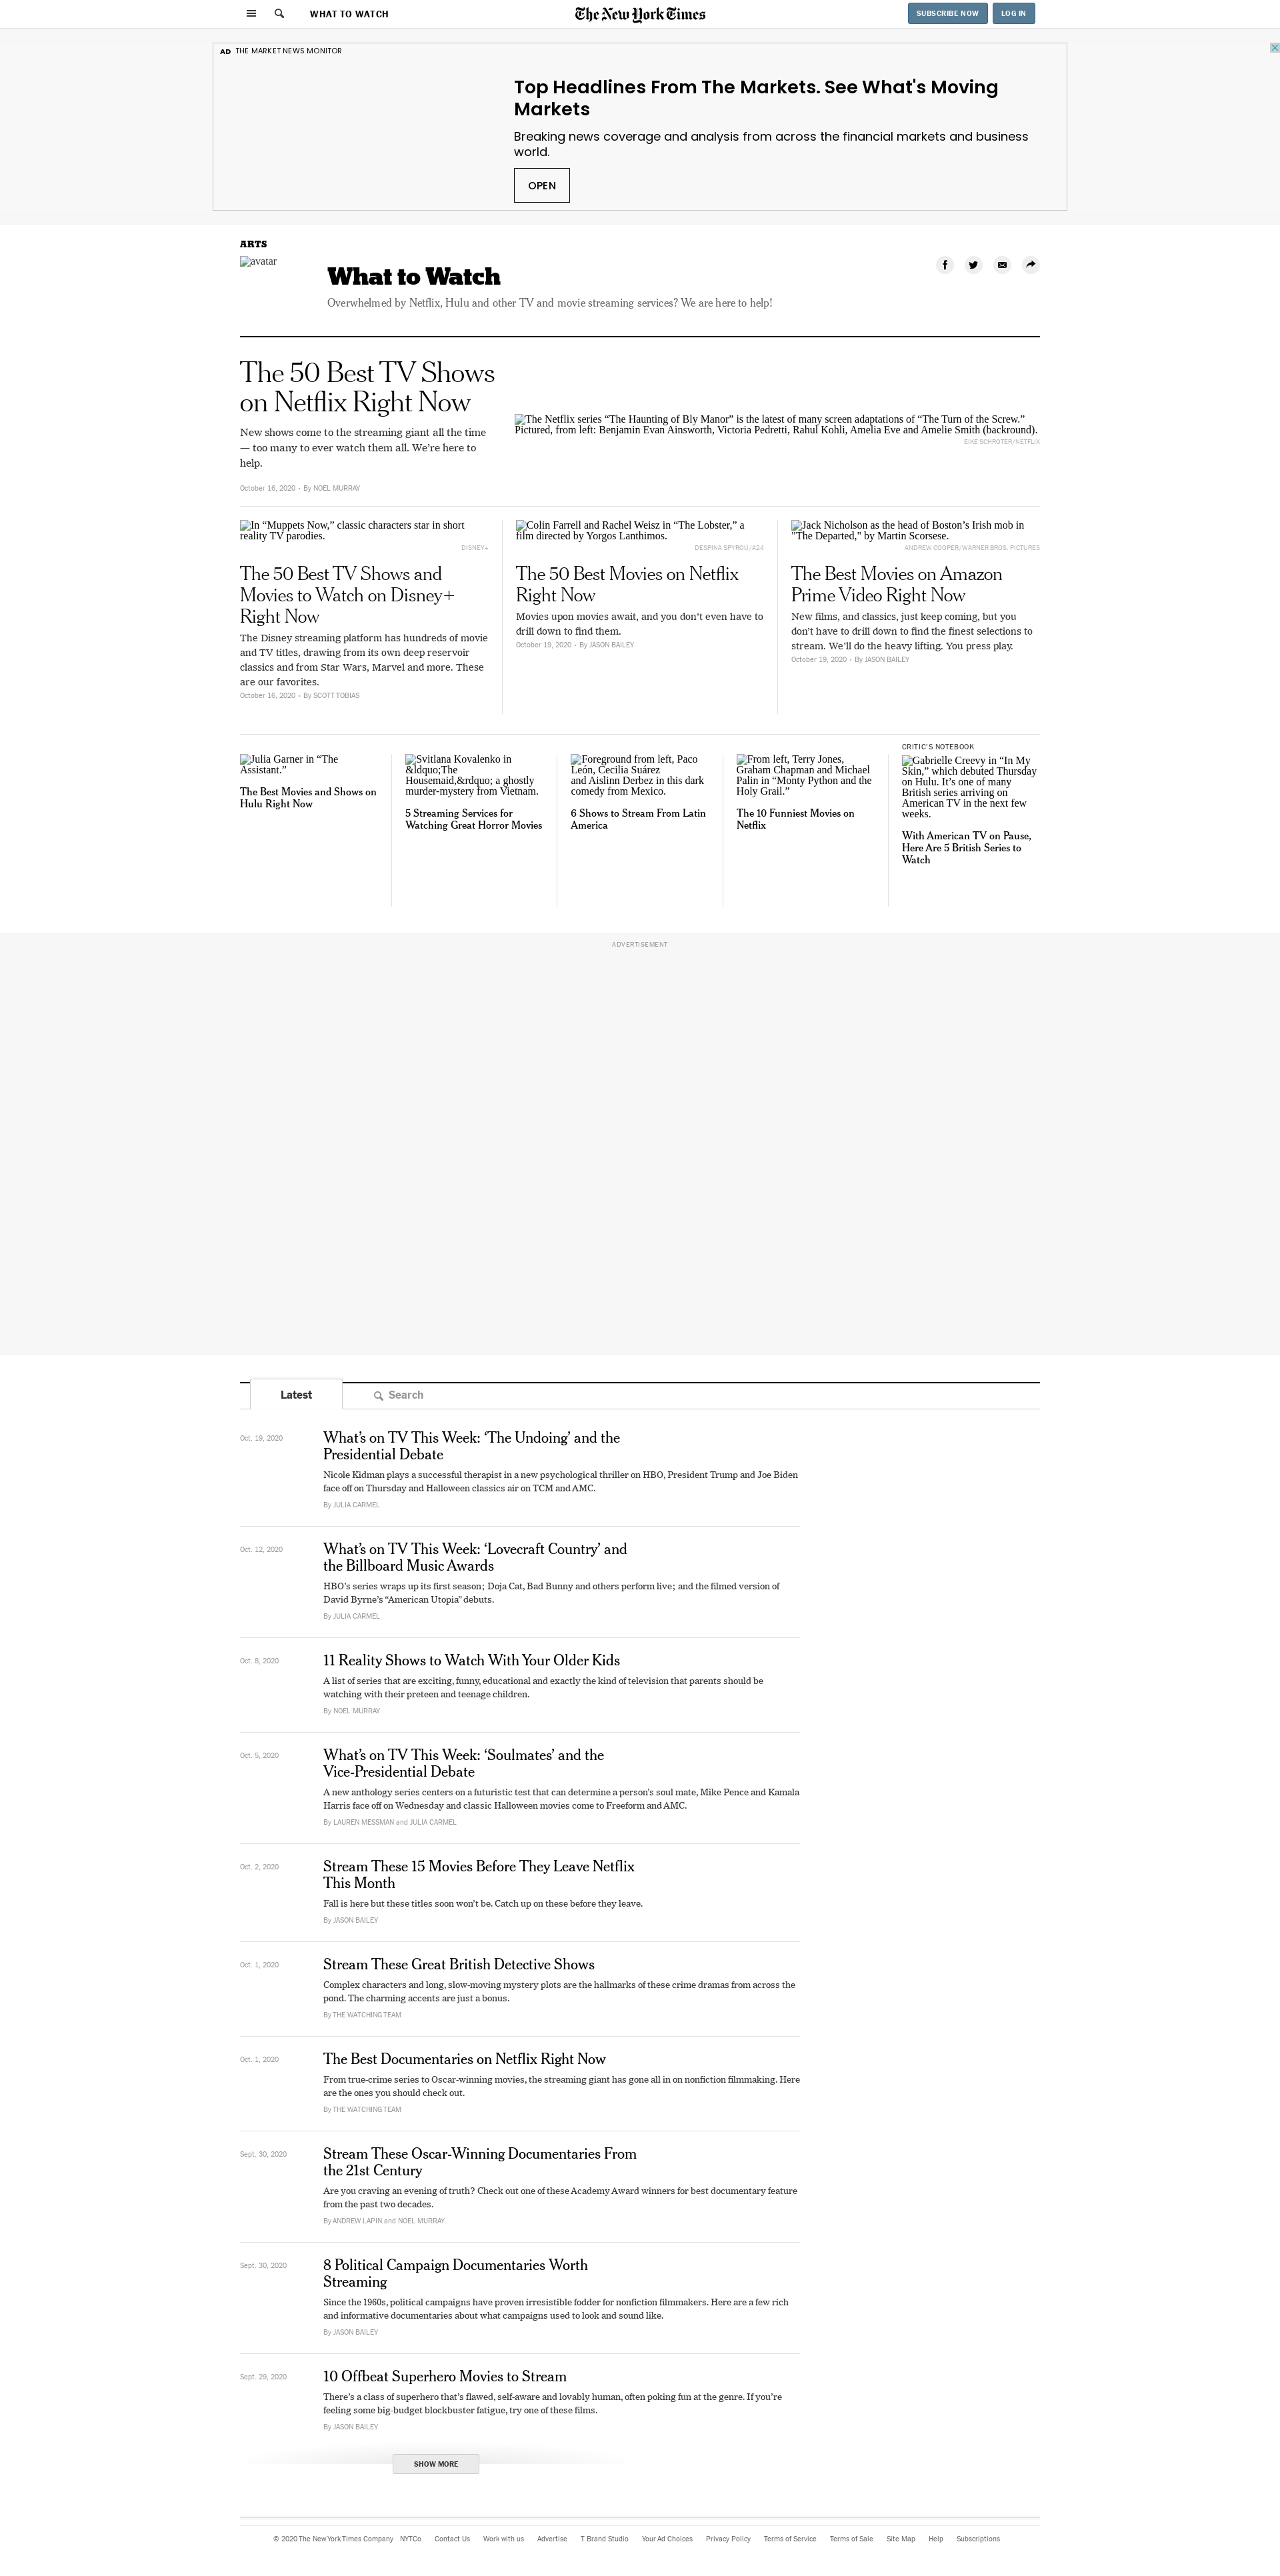 WHAT TO WATCH
The New York Times
SUBSCRIBE NOW
LOG IN
AD THE MARKET NEWS MONITOR
Top Headlines From The Markets. See What's Moving
Markets
Breaking news coverage and analysis from across the financial markets and business
world.
OPEN
ARTS
avatar
What to Watch
Overwhelmed by Netflix, Hulu and other TV and movie streaming services? We are here to help!
The 50 Best TV Shows
on Netflix Right Now
New shows come to the streaming giant all the time
— too many to ever watch them all. We’re here to
help.
October 16, 2020 • By NOEL MURRAY
The Netflix series “The Haunting of Bly Manor” is the latest of many screen adaptations of “The Turn of the Screw.”
Pictured, from left: Benjamin Evan Ainsworth, Victoria Pedretti, Rahul Kohli, Amelia Eve and Amelie Smith (backround).
EIKE SCHROTER/NETFLIX
In “Muppets Now,” classic characters star in short
reality TV parodies.
DISNEY+
The 50 Best TV Shows and
Movies to Watch on Disney+
Right Now
The Disney streaming platform has hundreds of movie
and TV titles, drawing from its own deep reservoir
classics and from Star Wars, Marvel and more. These
are our favorites.
October 16, 2020 • By SCOTT TOBIAS
Colin Farrell and Rachel Weisz in “The Lobster,” a
film directed by Yorgos Lanthimos.
DESPINA SPYROU/A24
The 50 Best Movies on Netflix
Right Now
Movies upon movies await, and you don’t even have to
drill down to find them.
October 19, 2020 • By JASON BAILEY
Jack Nicholson as the head of Boston’s Irish mob in
"The Departed," by Martin Scorsese.
ANDREW COOPER/WARNER BROS. PICTURES
The Best Movies on Amazon
Prime Video Right Now
New films, and classics, just keep coming, but you
don’t have to drill down to find the finest selections to
stream. We’ll do the heavy lifting. You press play.
October 19, 2020 • By JASON BAILEY
Julia Garner in “The
Assistant.”
The Best Movies and Shows on
Hulu Right Now
Svitlana Kovalenko in
&ldquo;The
Housemaid,&rdquo; a ghostly
murder-mystery from Vietnam.
5 Streaming Services for
Watching Great Horror Movies
Foreground from left, Paco
León, Cecilia Suárez
and Aislinn Derbez in this dark
comedy from Mexico.
6 Shows to Stream From Latin
America
From left, Terry Jones,
Graham Chapman and Michael
Palin in “Monty Python and the
Holy Grail.”
The 10 Funniest Movies on
Netflix
CRITIC’S NOTEBOOK
Gabrielle Creevy in “In My
Skin,” which debuted Thursday
on Hulu. It’s one of many
British series arriving on
American TV in the next few
weeks.
With American TV on Pause,
Here Are 5 British Series to
Watch
ADVERTISEMENT
Latest
Search
Oct. 19, 2020
What’s on TV This Week: ‘The Undoing’ and the
Presidential Debate
Nicole Kidman plays a successful therapist in a new psychological thriller on HBO, President Trump and Joe Biden
face off on Thursday and Halloween classics air on TCM and AMC.
By JULIA CARMEL
Oct. 12, 2020
What’s on TV This Week: ‘Lovecraft Country’ and
the Billboard Music Awards
HBO’s series wraps up its first season; Doja Cat, Bad Bunny and others perform live; and the filmed version of
David Byrne’s “American Utopia” debuts.
By JULIA CARMEL
Oct. 8, 2020
11 Reality Shows to Watch With Your Older Kids
A list of series that are exciting, funny, educational and exactly the kind of television that parents should be
watching with their preteen and teenage children.
By NOEL MURRAY
Oct. 5, 2020
What’s on TV This Week: ‘Soulmates’ and the
Vice-Presidential Debate
A new anthology series centers on a futuristic test that can determine a person’s soul mate, Mike Pence and Kamala
Harris face off on Wednesday and classic Halloween movies come to Freeform and AMC.
By LAUREN MESSMAN and JULIA CARMEL
Oct. 2, 2020
Stream These 15 Movies Before They Leave Netflix
This Month
Fall is here but these titles soon won’t be. Catch up on these before they leave.
By JASON BAILEY
Oct. 1, 2020
Stream These Great British Detective Shows
Complex characters and long, slow-moving mystery plots are the hallmarks of these crime dramas from across the
pond. The charming accents are just a bonus.
By THE WATCHING TEAM
Oct. 1, 2020
The Best Documentaries on Netflix Right Now
From true-crime series to Oscar-winning movies, the streaming giant has gone all in on nonfiction filmmaking. Here
are the ones you should check out.
By THE WATCHING TEAM
Sept. 30, 2020
Stream These Oscar-Winning Documentaries From
the 21st Century
Are you craving an evening of truth? Check out one of these Academy Award winners for best documentary feature
from the past two decades.
By ANDREW LAPIN and NOEL MURRAY
Sept. 30, 2020
8 Political Campaign Documentaries Worth
Streaming
Since the 1960s, political campaigns have proven irresistible fodder for nonfiction filmmakers. Here are a few rich
and informative documentaries about what campaigns used to look and sound like.
By JASON BAILEY
Sept. 29, 2020
10 Offbeat Superhero Movies to Stream
There’s a class of superhero that’s flawed, self-aware and lovably human, often poking fun at the genre. If you’re
feeling some big-budget blockbuster fatigue, try one of these films.
By JASON BAILEY
SHOW MORE
© 2020 The New York Times Company NYTCo Contact Us Work with us Advertise T Brand Studio Your Ad Choices Privacy Policy Terms of Service Terms of Sale Site Map Help Subscriptions